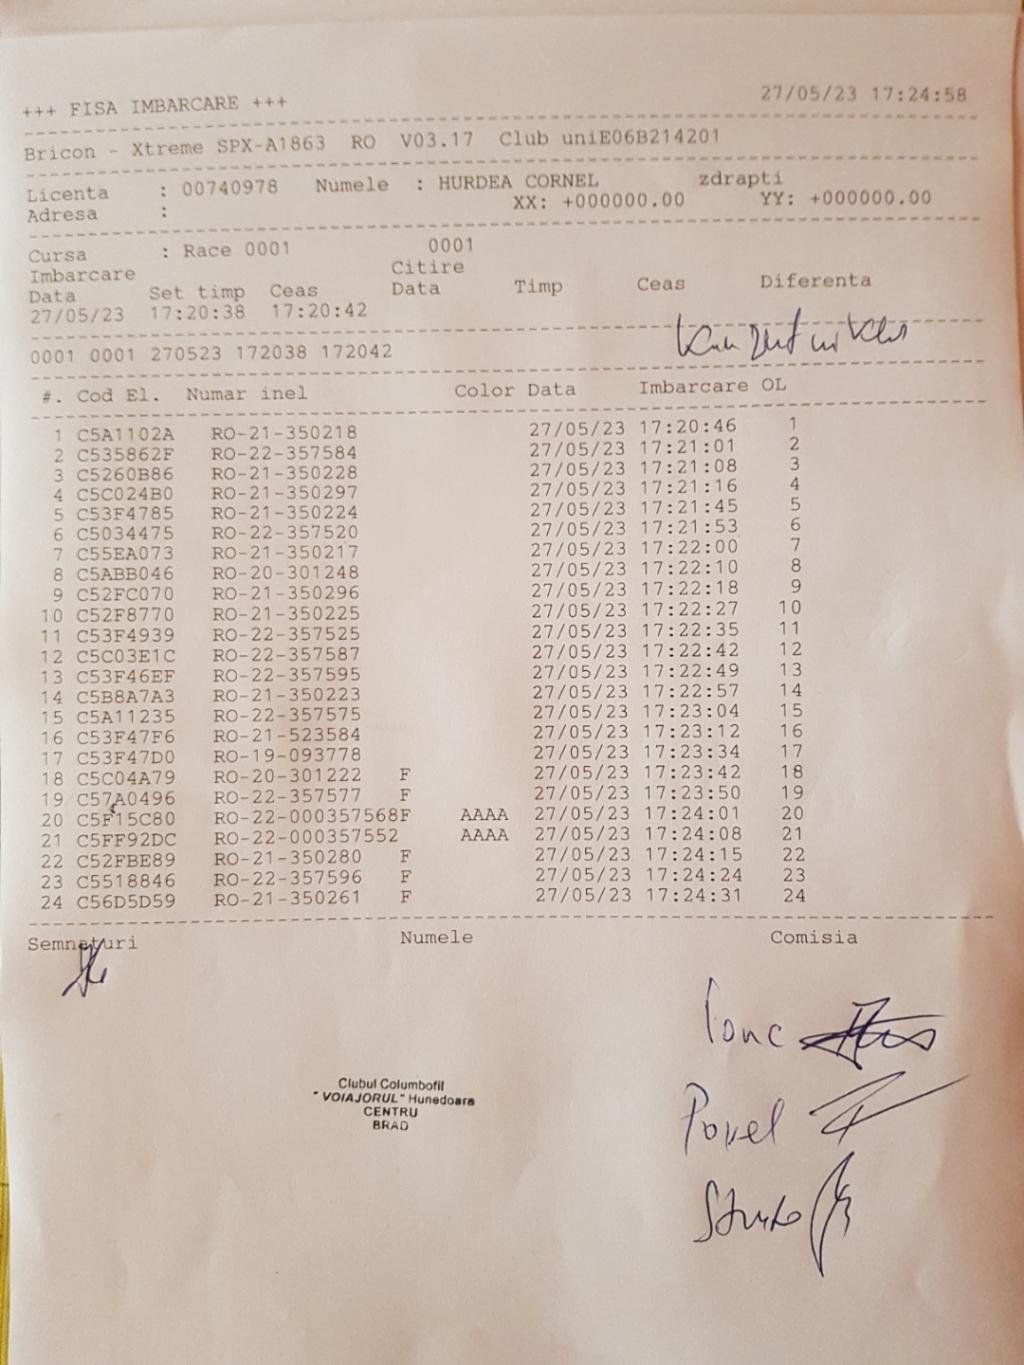 +++ FISA IMBARCARE +++ 27/05/23 17:24:58
Bricon - Xtreme SPX-A1863 RO V03.17 Club uniE06B214201
Licenta : 00740978 Numele : HURDEA CORNEL zdrapti
Adresa : XX: +000000.00 YY: +000000.00
Cursa : Race 0001 0001
Imbarcare Citire
Data Set timp Ceas Data Timp Ceas Diferenta
27/05/23 17:20:38 17:20:42
0001 0001 270523 172038 172042
#. Cod El. Numar inel Color Data Imbarcare OL
1 C5A1102A RO-21-350218 27/05/23 17:20:46 1
2 C535862F RO-22-357584 27/05/23 17:21:01 2
3 C5260B86 RO-21-350228 27/05/23 17:21:08 3
4 C5C024B0 RO-21-350297 27/05/23 17:21:16 4
5 C53F4785 RO-21-350224 27/05/23 17:21:45 5
6 C5034475 RO-22-357520 27/05/23 17:21:53 6
7 C55EA073 RO-21-350217 27/05/23 17:22:00 7
8 C5ABB046 RO-20-301248 27/05/23 17:22:10 8
9 C52FC070 RO-21-350296 27/05/23 17:22:18 9
10 C52F8770 RO-21-350225 27/05/23 17:22:27 10
11 C53F4939 RO-22-357525 27/05/23 17:22:35 11
12 C5C03E1C RO-22-357587 27/05/23 17:22:42 12
13 C53F46EF RO-22-357595 27/05/23 17:22:49 13
14 C5B8A7A3 RO-21-350223 27/05/23 17:22:57 14
15 C5A11235 RO-22-357575 27/05/23 17:23:04 15
16 C53F47F6 RO-21-523584 27/05/23 17:23:12 16
17 C53F47D0 RO-19-093778 27/05/23 17:23:34 17
18 C5C04A79 RO-20-301222 F 27/05/23 17:23:42 18
19 C57A0496 RO-22-357577 F 27/05/23 17:23:50 19
20 C5F15C80 RO-22-000357568F AAAA 27/05/23 17:24:01 20
21 C5FF92DC RO-22-000357552 AAAA 27/05/23 17:24:08 21
22 C52FBE89 RO-21-350280 F 27/05/23 17:24:15 22
23 C5518846 RO-22-357596 F 27/05/23 17:24:24 23
24 C56D5D59 RO-21-350261 F 27/05/23 17:24:31 24
Semnaturi Numele Comisia
Clubul Columbofil
"VOIAJORUL" Hunedoara
CENTRU
BRAD